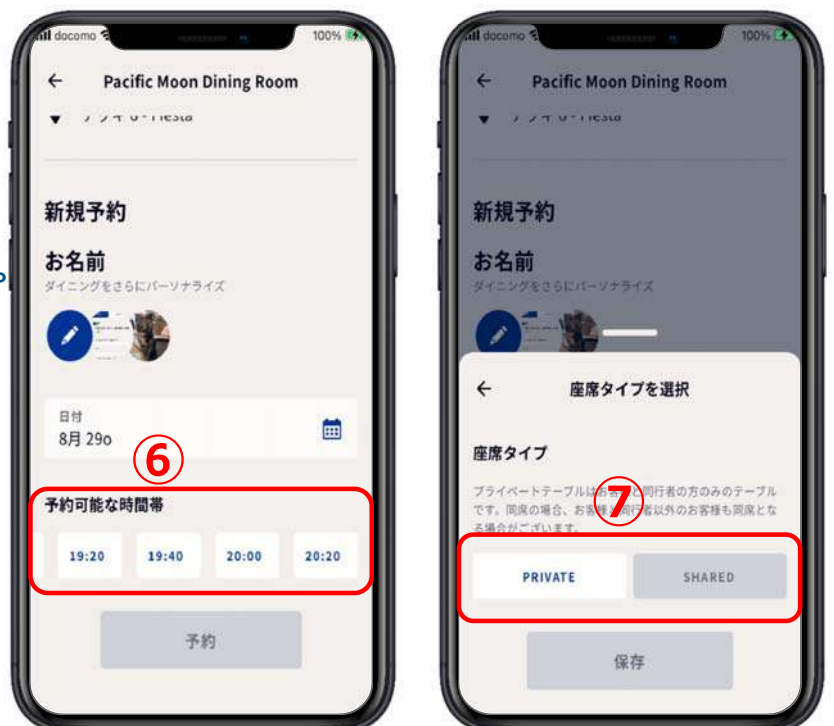 docomo
100%
← Pacific Moon Dining Room
新規予約
お名前
ダイニングをさらにパーソナライズ
日付
8月 29o
⑥
予約可能な時間帯
19:20 19:40 20:00 20:20
予約
docomo
100%
← Pacific Moon Dining Room
新規予約
お名前
ダイニングをさらにパーソナライズ
← 座席タイプを選択
座席タイプ
プライベートテーブルはお客様と同行者の方のみのテーブル
です。同席の場合、お客様と同行者以外のお客様も同席とな
る場合がございます。
⑦
PRIVATE SHARED
保存